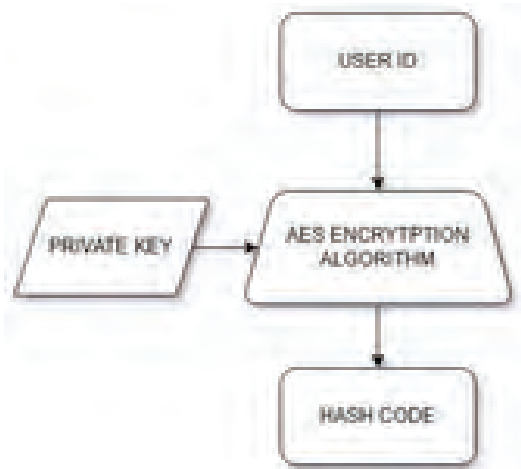 USER ID
PRIVATE KEY
AES ENCRYTPTION
ALGORITHM
HASH CODE